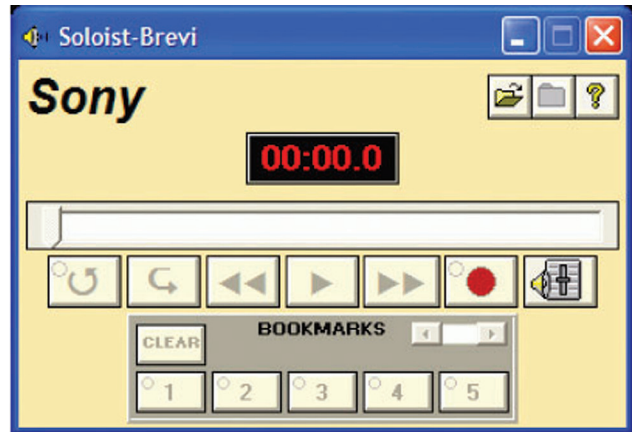 Soloist-Brevi
Sony
?
00:00.0
BOOKMARKS
CLEAR
1 2 3 4 5